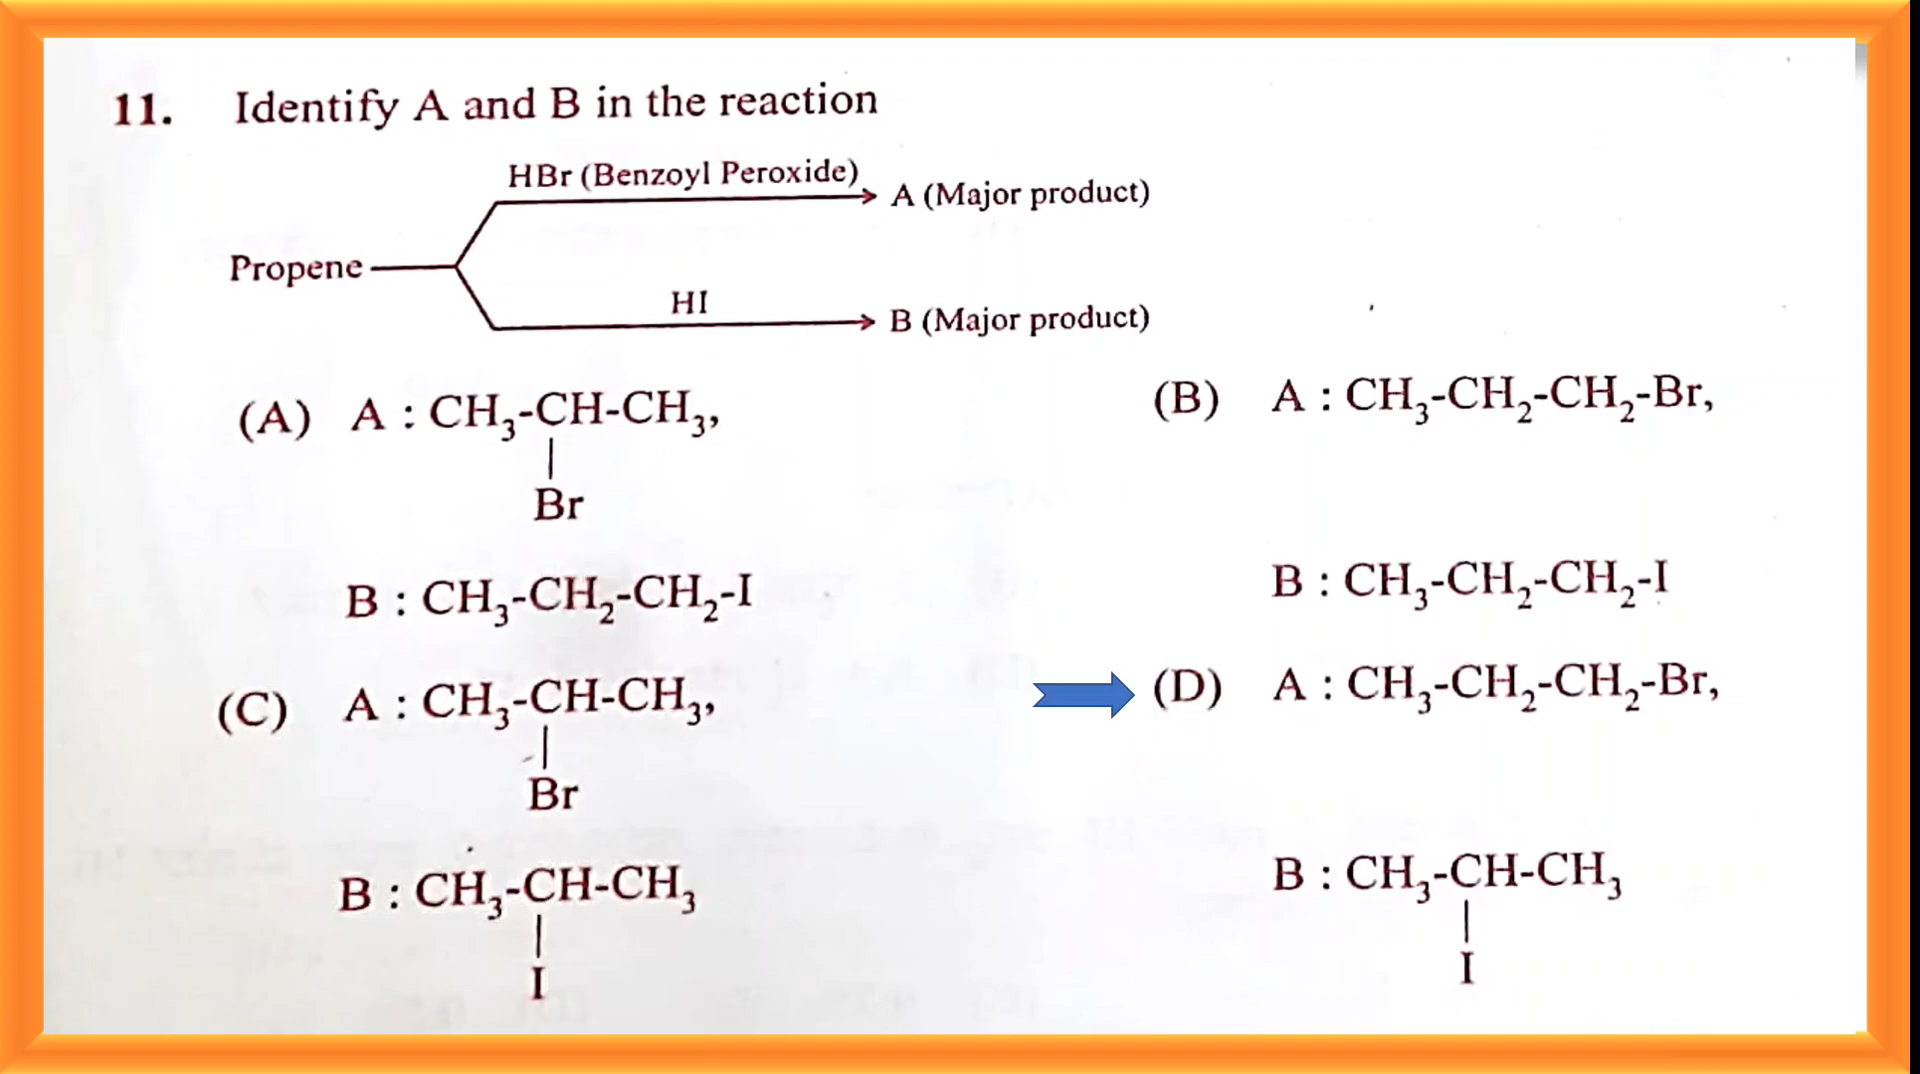 11. Identify A and B in the reaction
HBr (Benzoyl Peroxide)
A (Major product)
Propene
HI
B (Major product)
(A) A : CH₃-CH-CH₃,
|
Br
B : CH₃-CH₂-CH₂-I
(B) A : CH₃-CH₂-CH₂-Br,
B : CH₃-CH₂-CH₂-I
(C) A : CH₃-CH-CH₃,
|
Br
B : CH₃-CH-CH₃
|
I
(D) A : CH₃-CH₂-CH₂-Br,
B : CH₃-CH-CH₃
|
I